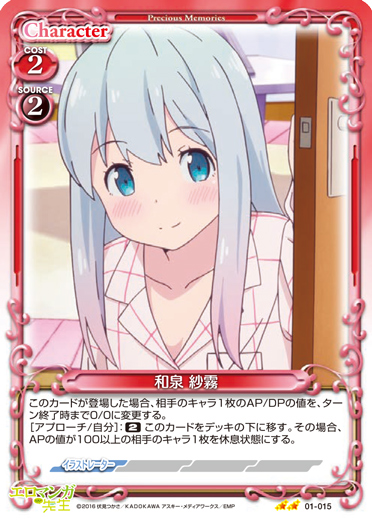 Precious Memories
Character
COST
2
SOURCE
2
和泉 紗霧
このカードが登場した場合、相手のキャラ1枚のAP/DPの値を、ター
ン終了時まで0/0に変更する。
［アプローチ/自分］：2 このカードをデッキの下に移す。その場合、
APの値が100以上の相手のキャラ1枚を休息状態にする。
イラストレーター
エロマンガ
先生
01-015
©2016 伏見つかさ／KADOKAWA アスキー・メディアワークス／EMP